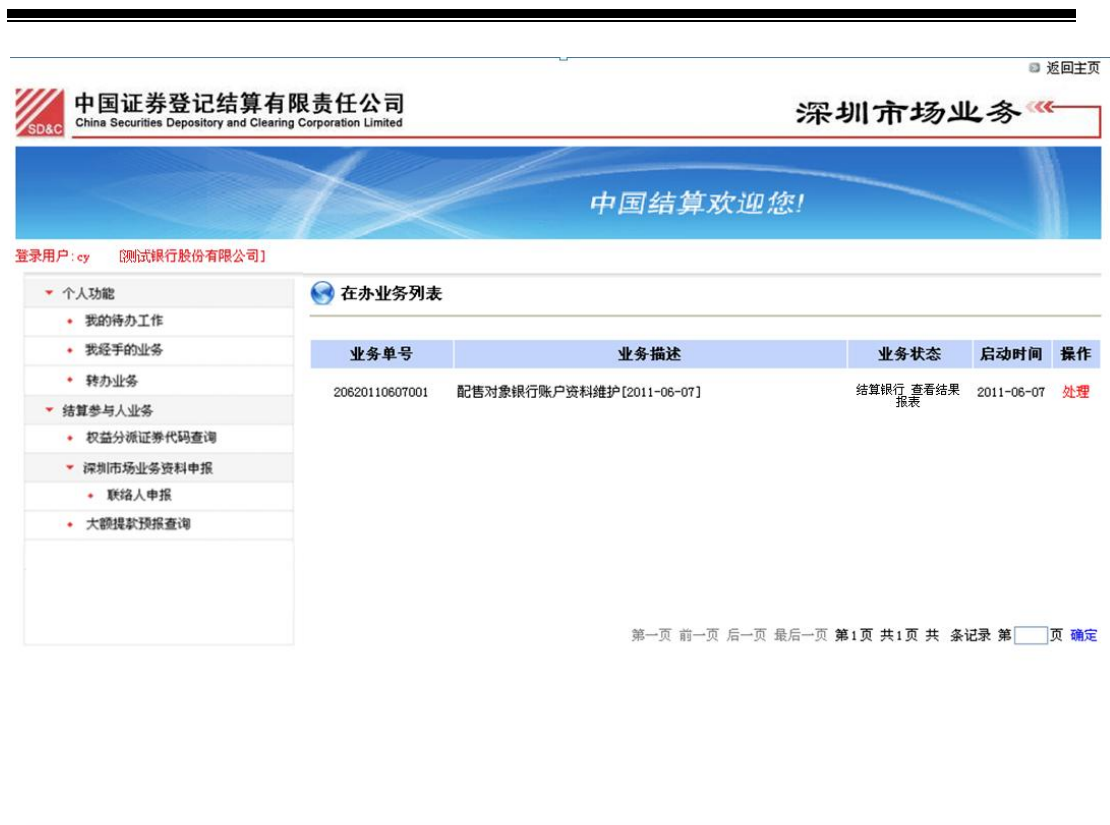 返回主页
SD&C
中国证券登记结算有限责任公司
China Securities Depository and Clearing Corporation Limited
深圳市场业务
中国结算欢迎您!
登录用户:cy [测试银行股份有限公司]
个人功能
我的待办工作
我经手的业务
转办业务
结算参与人业务
权益分派证券代码查询
深圳市场业务资料申报
联络人申报
大额提款预报查询
在办业务列表
业务单号 业务描述 业务状态 启动时间 操作
20620110607001 配售对象银行账户资料维护[2011-06-07] 结算银行_查看结果 2011-06-07 处理
报表
第一页 前一页 后一页 最后一页 第1页 共1页 共 条记录 第 页 确定